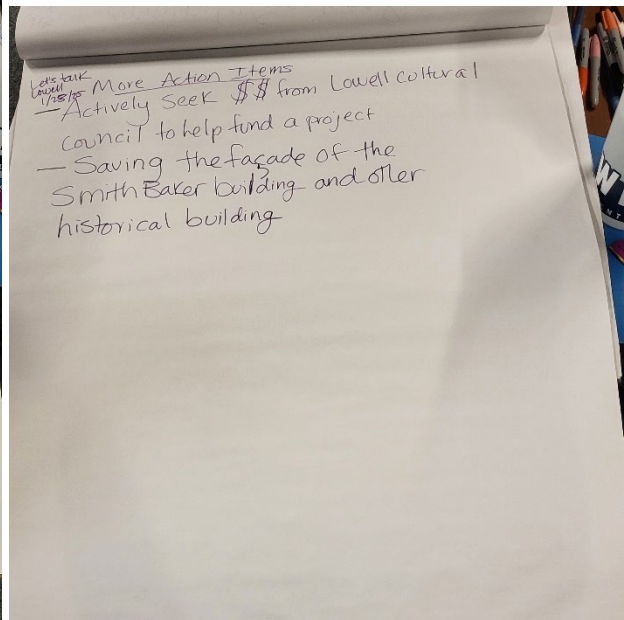 Let's talk
Lowell
1/28/25
More Action Items
— Actively Seek $$ from Lowell Cultural
Council to help fund a project
— Saving the façade of the
Smith Baker building and other
historical building